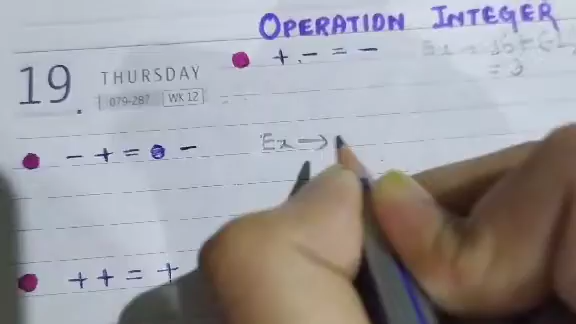 OPERATION INTEGER
+ - = -
19. THURSDAY
079-287 WK 12
- + = -
Ex →
+ + = +